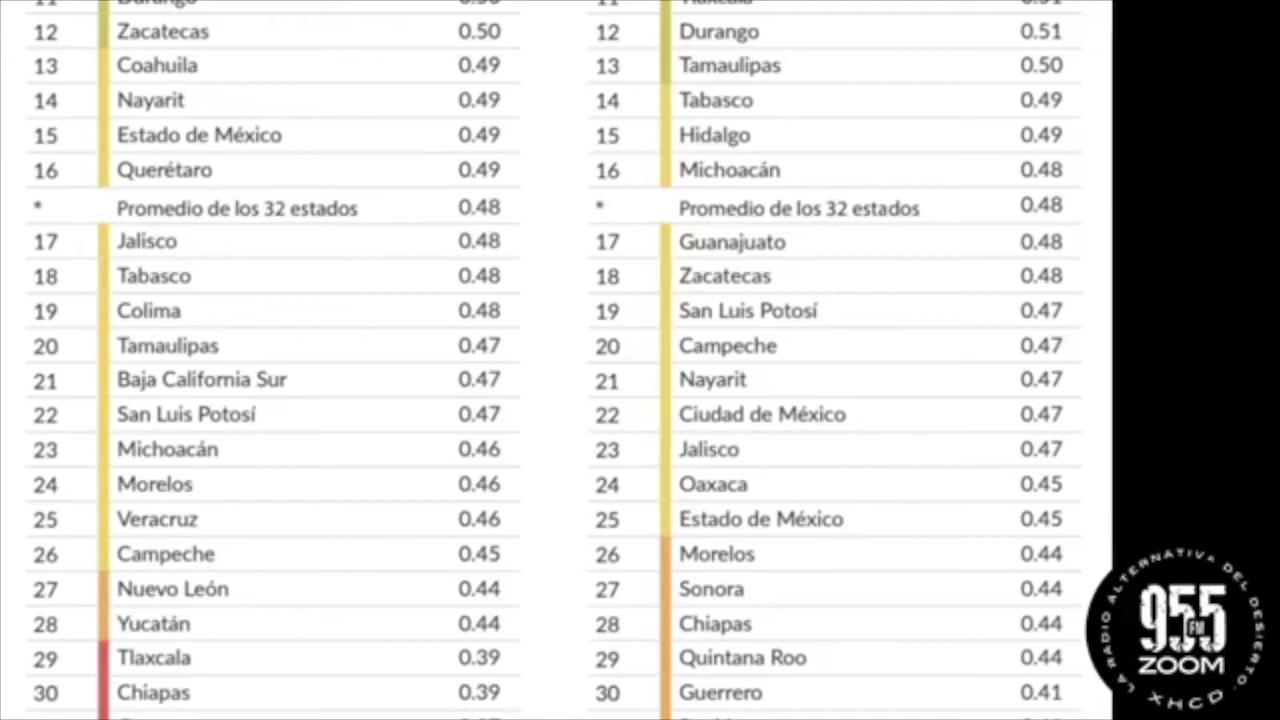 11 Durango 0.50
12 Zacatecas 0.50
13 Coahuila 0.49
14 Nayarit 0.49
15 Estado de México 0.49
16 Querétaro 0.49
* Promedio de los 32 estados 0.48
17 Jalisco 0.48
18 Tabasco 0.48
19 Colima 0.48
20 Tamaulipas 0.47
21 Baja California Sur 0.47
22 San Luis Potosí 0.47
23 Michoacán 0.46
24 Morelos 0.46
25 Veracruz 0.46
26 Campeche 0.45
27 Nuevo León 0.44
28 Yucatán 0.44
29 Tlaxcala 0.39
30 Chiapas 0.39
11 Tlaxcala 0.51
12 Durango 0.51
13 Tamaulipas 0.50
14 Tabasco 0.49
15 Hidalgo 0.49
16 Michoacán 0.48
* Promedio de los 32 estados 0.48
17 Guanajuato 0.48
18 Zacatecas 0.48
19 San Luis Potosí 0.47
20 Campeche 0.47
21 Nayarit 0.47
22 Ciudad de México 0.47
23 Jalisco 0.47
24 Oaxaca 0.45
25 Estado de México 0.45
26 Morelos 0.44
27 Sonora 0.44
28 Chiapas 0.44
29 Quintana Roo 0.44
30 Guerrero 0.41
LA RADIO ALTERNATIVA DEL DESIERTO.
955
FM
ZOOM
XHCD